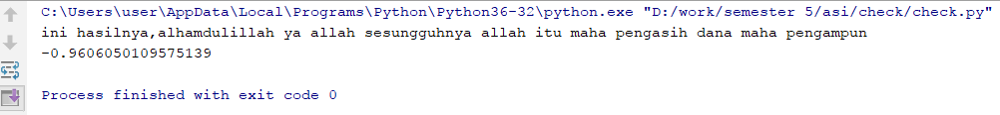 C:\Users\user\AppData\Local\Programs\Python\Python36-32\python.exe "D:/work/semester 5/asi/check/check.py"
ini hasilnya,alhamdulillah ya allah sesungguhnya allah itu maha pengasih dana maha pengampun
-0.9606050109575139
Process finished with exit code 0